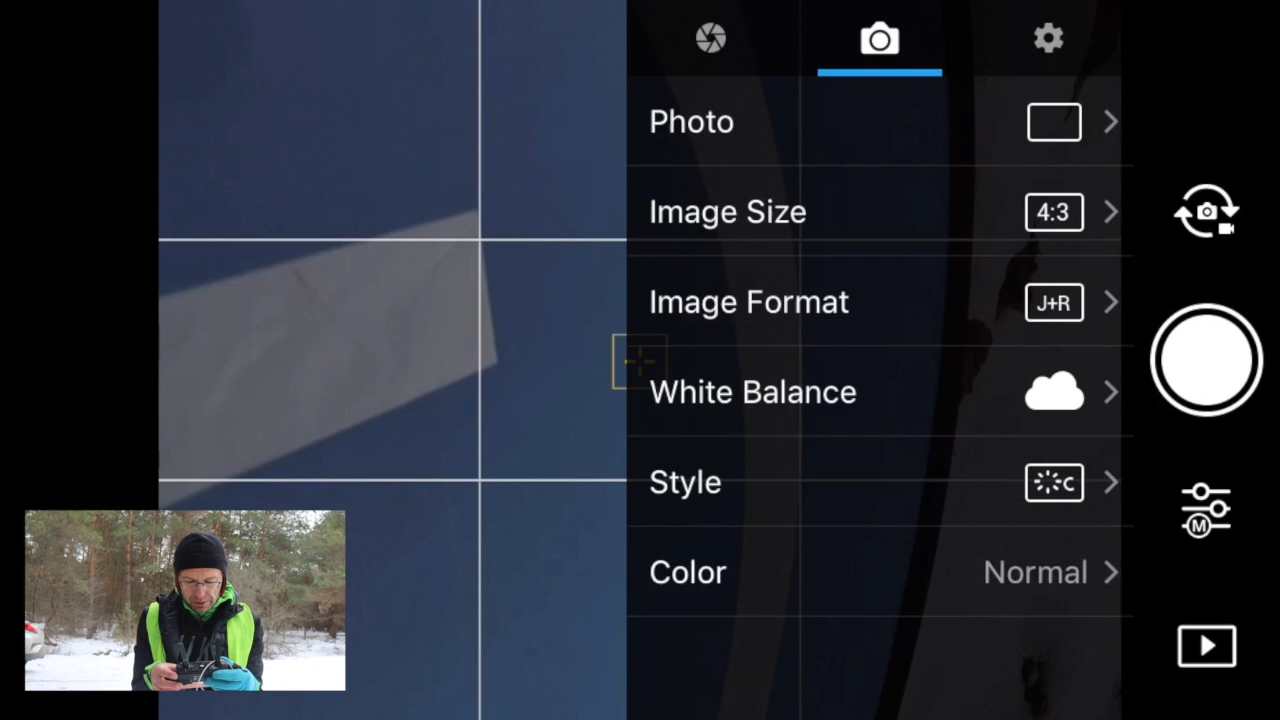 Photo
Image Size 4:3
Image Format J+R
White Balance
Style C
Color Normal
M